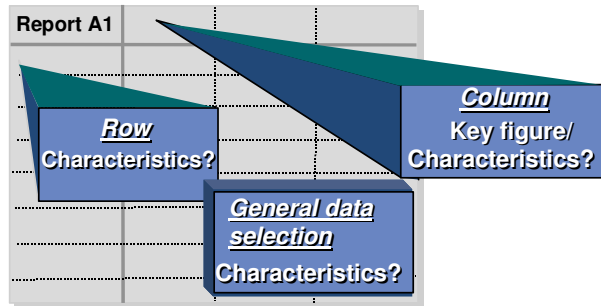 Report A1
Row
Characteristics?
Column
Key figure/
Characteristics?
General data
selection
Characteristics?